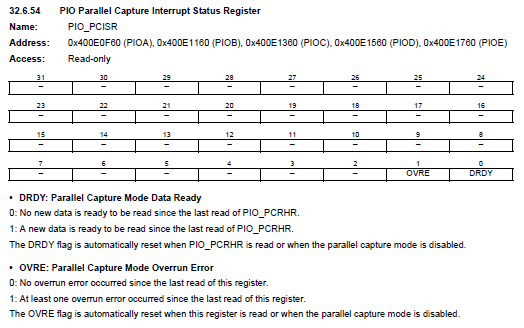 32.6.54 PIO Parallel Capture Interrupt Status Register
Name: PIO_PCISR
Address: 0x400E0F60 (PIOA), 0x400E1160 (PIOB), 0x400E1360 (PIOC), 0x400E1560 (PIOD), 0x400E1760 (PIOE)
Access: Read-only
31 30 29 28 27 26 25 24
– – – – – – – –
23 22 21 20 19 18 17 16
– – – – – – – –
15 14 13 12 11 10 9 8
– – – – – – – –
7 6 5 4 3 2 1 0
– – – – – – OVRE DRDY
• DRDY: Parallel Capture Mode Data Ready
0: No new data is ready to be read since the last read of PIO_PCRHR.
1: A new data is ready to be read since the last read of PIO_PCRHR.
The DRDY flag is automatically reset when PIO_PCRHR is read or when the parallel capture mode is disabled.
• OVRE: Parallel Capture Mode Overrun Error
0: No overrun error occurred since the last read of this register.
1: At least one overrun error occurred since the last read of this register.
The OVRE flag is automatically reset when this register is read or when the parallel capture mode is disabled.